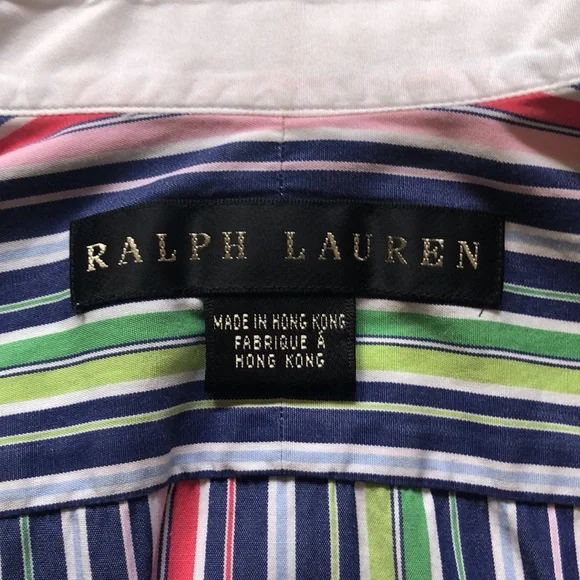 RALPH LAUREN
MADE IN HONG KONG
FABRIQUE À
HONG KONG